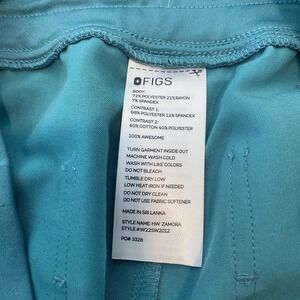 FIGS
BODY:
72% POLYESTER 21% RAYON
7% SPANDEX
CONTRAST 1:
88% POLYESTER 12% SPANDEX
CONTRAST 2:
60% COTTON 40% POLYESTER
100% AWESOME
TURN GARMENT INSIDE OUT
MACHINE WASH COLD
WASH WITH LIKE COLORS
DO NOT BLEACH
TUMBLE DRY LOW
LOW HEAT IRON IF NEEDED
DO NOT DRY CLEAN
DO NOT USE FABRIC SOFTENER
MADE IN SRI LANKA
STYLE NAME: HW ZAMORA
STYLE #:W22SW2012
PO# 3328